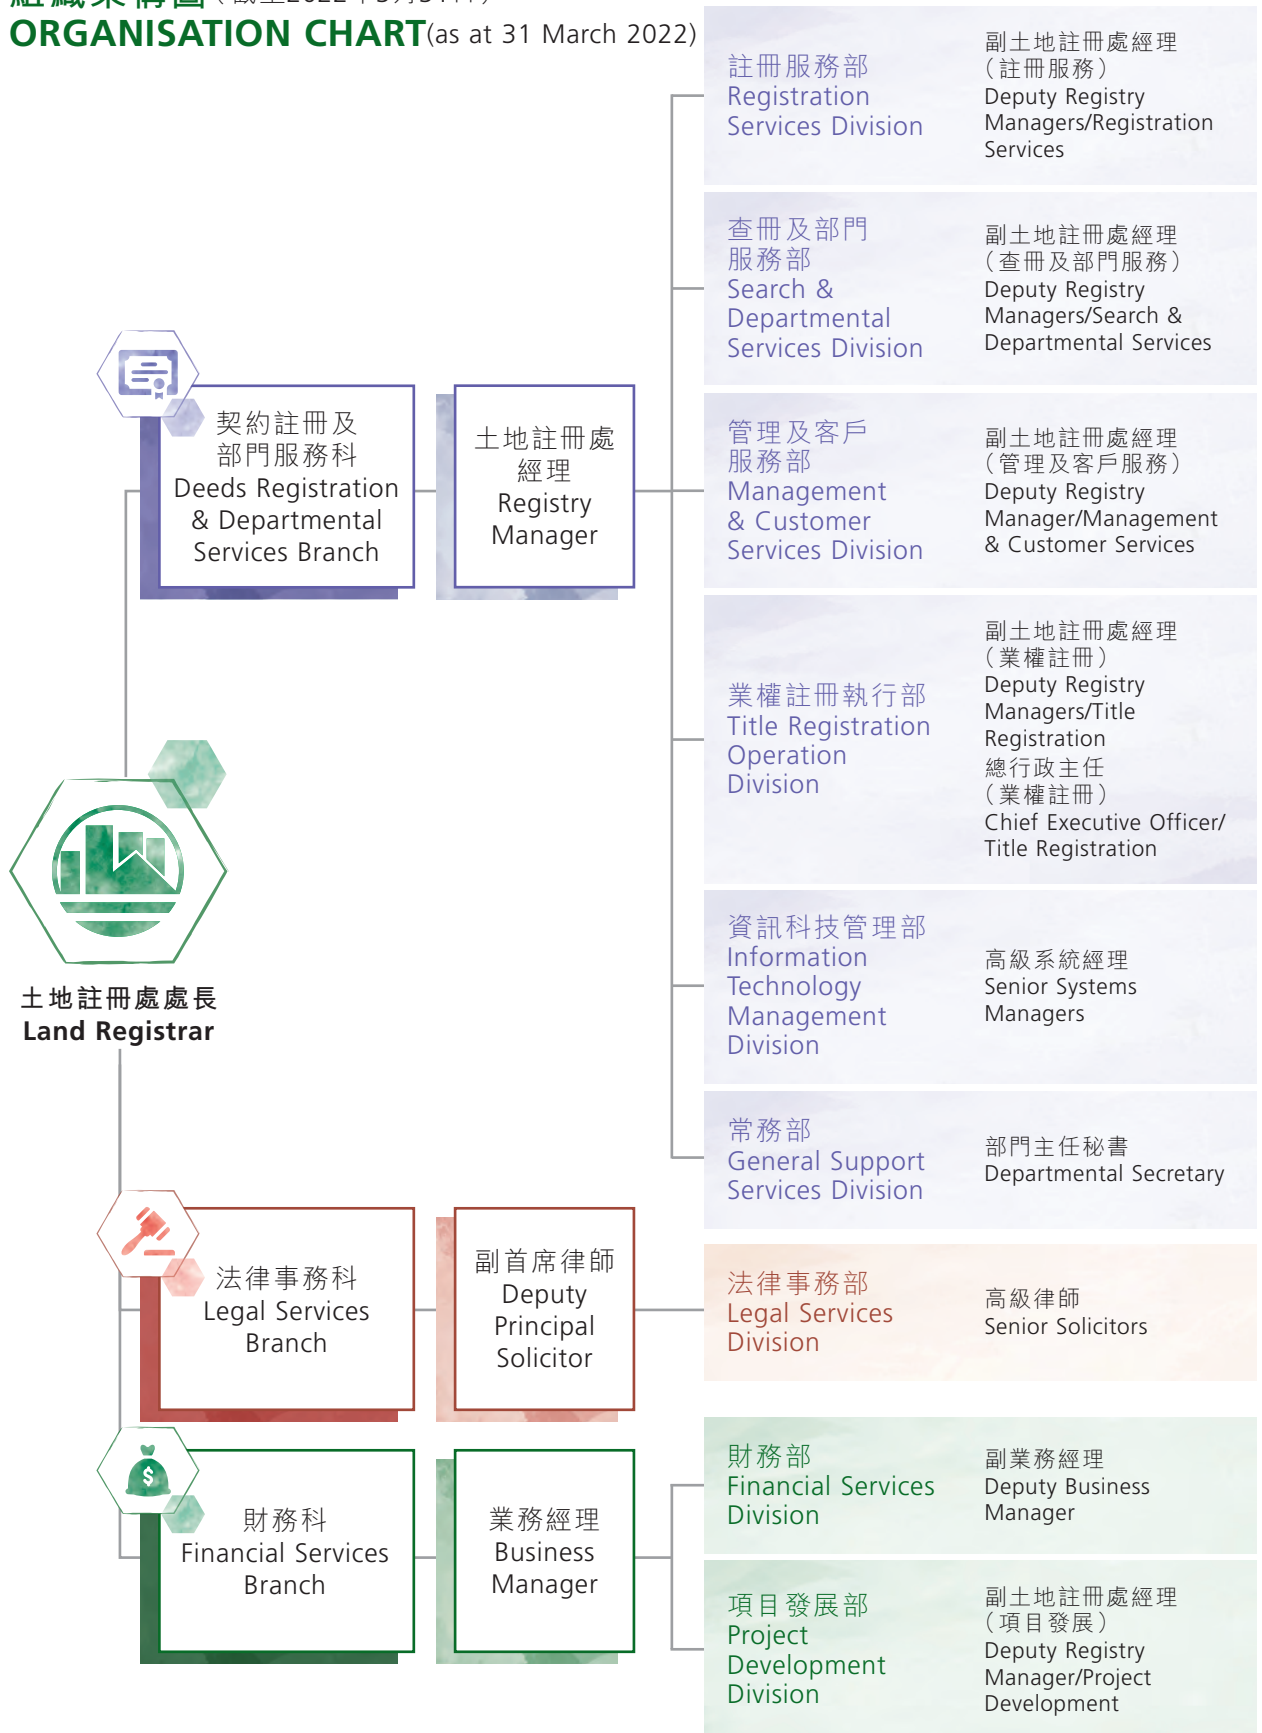 ORGANISATION CHART(as at 31 March 2022)
註冊服務部
Registration
Services Division
副土地註冊處經理
（註冊服務）
Deputy Registry
Managers/Registration
Services
查冊及部門
服務部
Search &
Departmental
Services Division
副土地註冊處經理
（查冊及部門服務）
Deputy Registry
Managers/Search &
Departmental Services
契約註冊及
部門服務科
Deeds Registration
& Departmental
Services Branch
土地註冊處
經理
Registry
Manager
管理及客戶
服務部
Management
& Customer
Services Division
副土地註冊處經理
（管理及客戶服務）
Deputy Registry
Manager/Management
& Customer Services
業權註冊執行部
Title Registration
Operation
Division
副土地註冊處經理
（業權註冊）
Deputy Registry
Managers/Title
Registration
總行政主任
（業權註冊）
Chief Executive Officer/
Title Registration
土地註冊處處長
Land Registrar
資訊科技管理部
Information
Technology
Management
Division
高級系統經理
Senior Systems
Managers
常務部
General Support
Services Division
部門主任秘書
Departmental Secretary
法律事務科
Legal Services
Branch
副首席律師
Deputy
Principal
Solicitor
法律事務部
Legal Services
Division
高級律師
Senior Solicitors
$
財務科
Financial Services
Branch
業務經理
Business
Manager
財務部
Financial Services
Division
副業務經理
Deputy Business
Manager
項目發展部
Project
Development
Division
副土地註冊處經理
（項目發展）
Deputy Registry
Manager/Project
Development